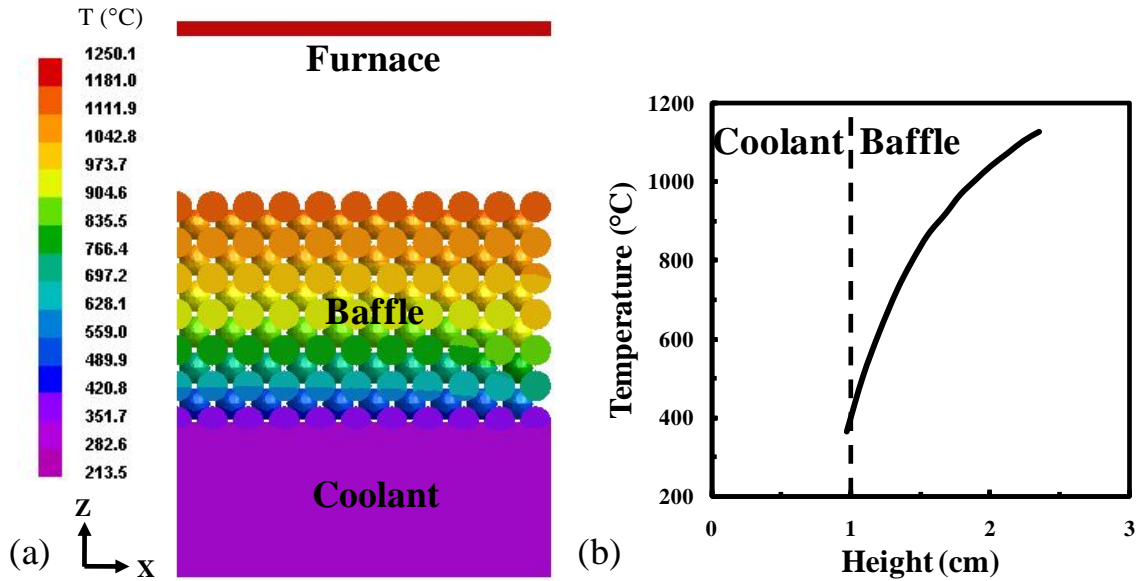 T (°C)
1250.1
1181.0
1111.9
1042.8
973.7
904.6
835.5
766.4
697.2
628.1
559.0
489.9
420.8
351.7
282.6
213.5
Furnace
Baffle
Coolant
Z
X
(a)
1200
1000
800
600
400
200
Temperature (°C)
Coolant Baffle
0 1 2 3
Height (cm)
(b)